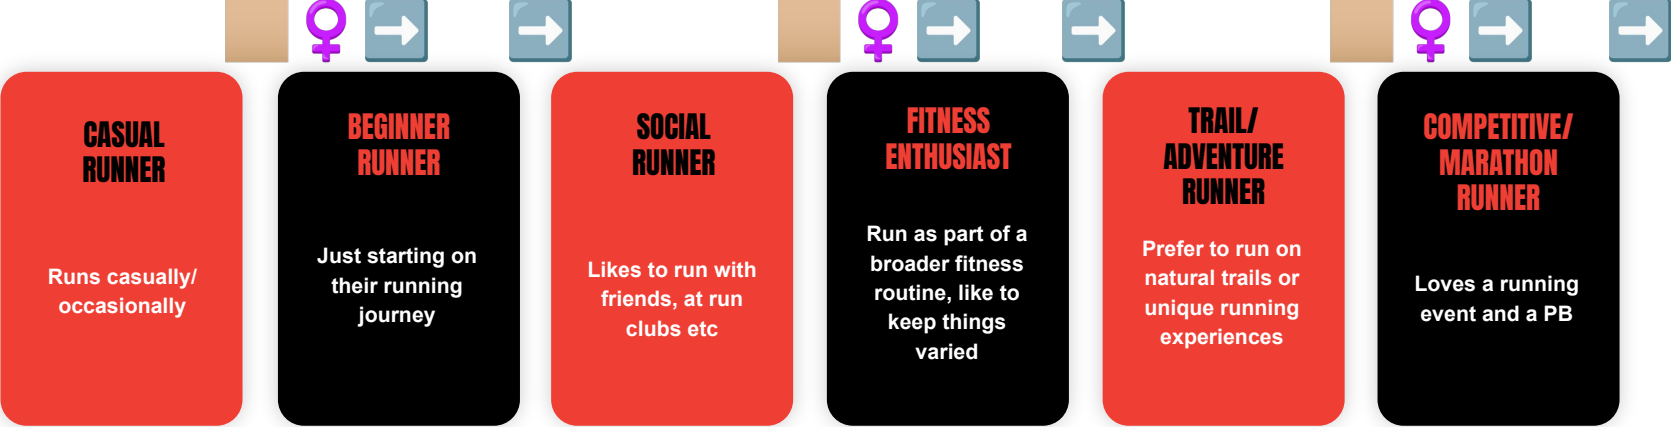 CASUAL
RUNNER
Runs casually/
occasionally
BEGINNER
RUNNER
Just starting on
their running
journey
SOCIAL
RUNNER
Likes to run with
friends, at run
clubs etc
FITNESS
ENTHUSIAST
Run as part of a
broader fitness
routine, like to
keep things
varied
TRAIL/
ADVENTURE
RUNNER
Prefer to run on
natural trails or
unique running
experiences
COMPETITIVE/
MARATHON
RUNNER
Loves a running
event and a PB